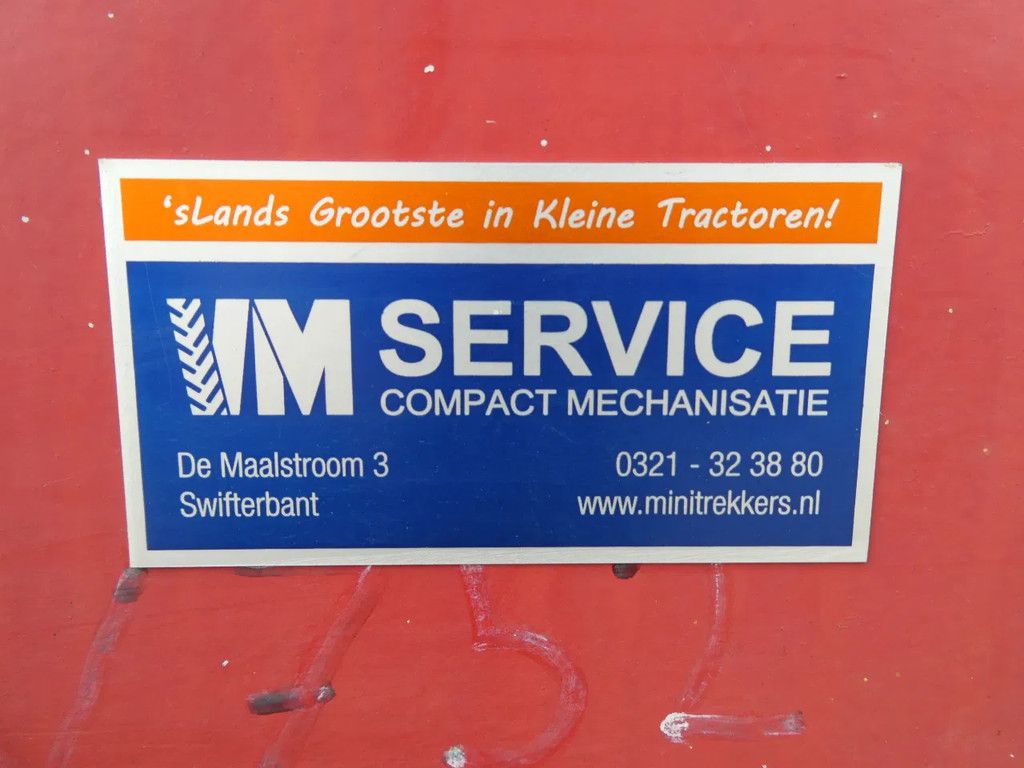 'sLands Grootste in Kleine Tractoren!
VM SERVICE
COMPACT MECHANISATIE
De Maalstroom 3
0321 - 32 38 80
Swifterbant
www.minitrekkers.nl